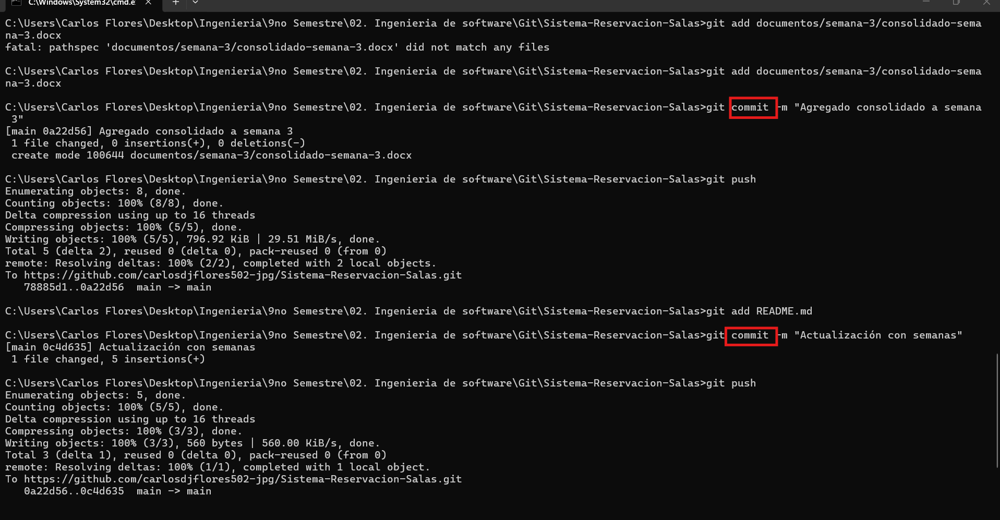 C:\Windows\System32\cmd.e
C:\Users\Carlos Flores\Desktop\Ingenieria\9no Semestre\02. Ingenieria de software\Git\Sistema-Reservacion-Salas>git add documentos/semana-3/consolidado-sema
na-3.docx
fatal: pathspec 'documentos/semana-3/consolidado-semana-3.docx' did not match any files
C:\Users\Carlos Flores\Desktop\Ingenieria\9no Semestre\02. Ingenieria de software\Git\Sistema-Reservacion-Salas>git add documentos/semana-3/consolidado-sema
na-3.docx
C:\Users\Carlos Flores\Desktop\Ingenieria\9no Semestre\02. Ingenieria de software\Git\Sistema-Reservacion-Salas>git commit -m "Agregado consolidado a semana
 3"
[main 0a22d56] Agregado consolidado a semana 3
 1 file changed, 0 insertions(+), 0 deletions(-)
 create mode 100644 documentos/semana-3/consolidado-semana-3.docx
C:\Users\Carlos Flores\Desktop\Ingenieria\9no Semestre\02. Ingenieria de software\Git\Sistema-Reservacion-Salas>git push
Enumerating objects: 8, done.
Counting objects: 100% (8/8), done.
Delta compression using up to 16 threads
Compressing objects: 100% (5/5), done.
Writing objects: 100% (5/5), 796.92 KiB | 29.51 MiB/s, done.
Total 5 (delta 2), reused 0 (delta 0), pack-reused 0 (from 0)
remote: Resolving deltas: 100% (2/2), completed with 2 local objects.
To https://github.com/carlosdjflores502-jpg/Sistema-Reservacion-Salas.git
   78885d1..0a22d56  main -> main
C:\Users\Carlos Flores\Desktop\Ingenieria\9no Semestre\02. Ingenieria de software\Git\Sistema-Reservacion-Salas>git add README.md
C:\Users\Carlos Flores\Desktop\Ingenieria\9no Semestre\02. Ingenieria de software\Git\Sistema-Reservacion-Salas>git commit -m "Actualización con semanas"
[main 0c4d635] Actualización con semanas
 1 file changed, 5 insertions(+)
C:\Users\Carlos Flores\Desktop\Ingenieria\9no Semestre\02. Ingenieria de software\Git\Sistema-Reservacion-Salas>git push
Enumerating objects: 5, done.
Counting objects: 100% (5/5), done.
Delta compression using up to 16 threads
Compressing objects: 100% (3/3), done.
Writing objects: 100% (3/3), 560 bytes | 560.00 KiB/s, done.
Total 3 (delta 1), reused 0 (delta 0), pack-reused 0 (from 0)
remote: Resolving deltas: 100% (1/1), completed with 1 local object.
To https://github.com/carlosdjflores502-jpg/Sistema-Reservacion-Salas.git
   0a22d56..0c4d635  main -> main